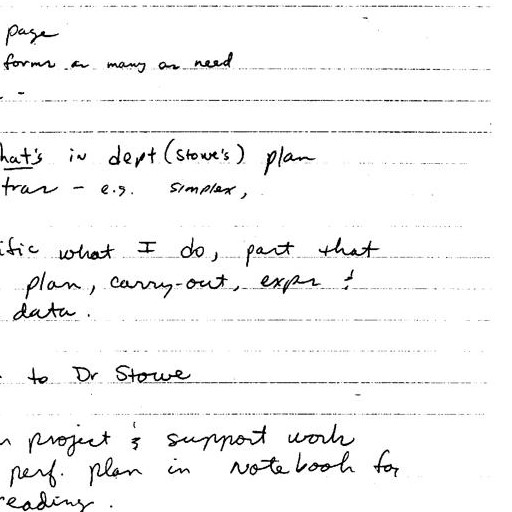 page
forms as many as need
hat's in dept (Stowe's) plan
tran - e.g. simplex,
ific what I do, part that
plan, carry-out, expr &
data.
to Dr Stowe
n project & support work
perf. plan in notebook for
reading.